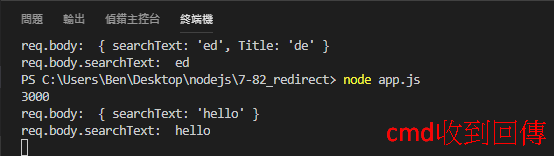 問題 輸出 偵錯主控台 終端機
req.body:  { searchText: 'ed', Title: 'de' }
req.body.searchText:  ed
PS C:\Users\Ben\Desktop\nodejs\7-82_redirect> node app.js
3000
req.body:  { searchText: 'hello' }
req.body.searchText:  hello
cmd收到回傳